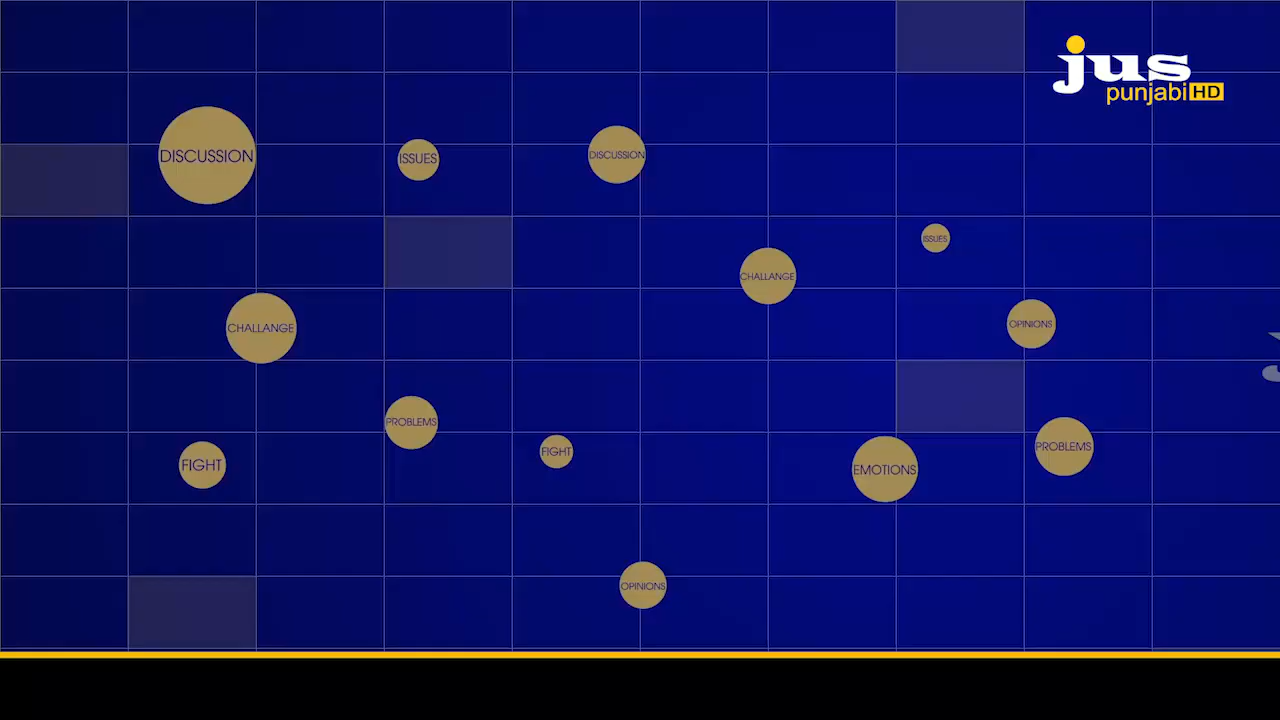 jus
punjabi HD
DISCUSSION
ISSUES
DISCUSSION
ISSUES
CHALLANGE
OPINIONS
CHALLANGE
PROBLEMS
PROBLEMS
FIGHT
FIGHT
EMOTIONS
OPINIONS